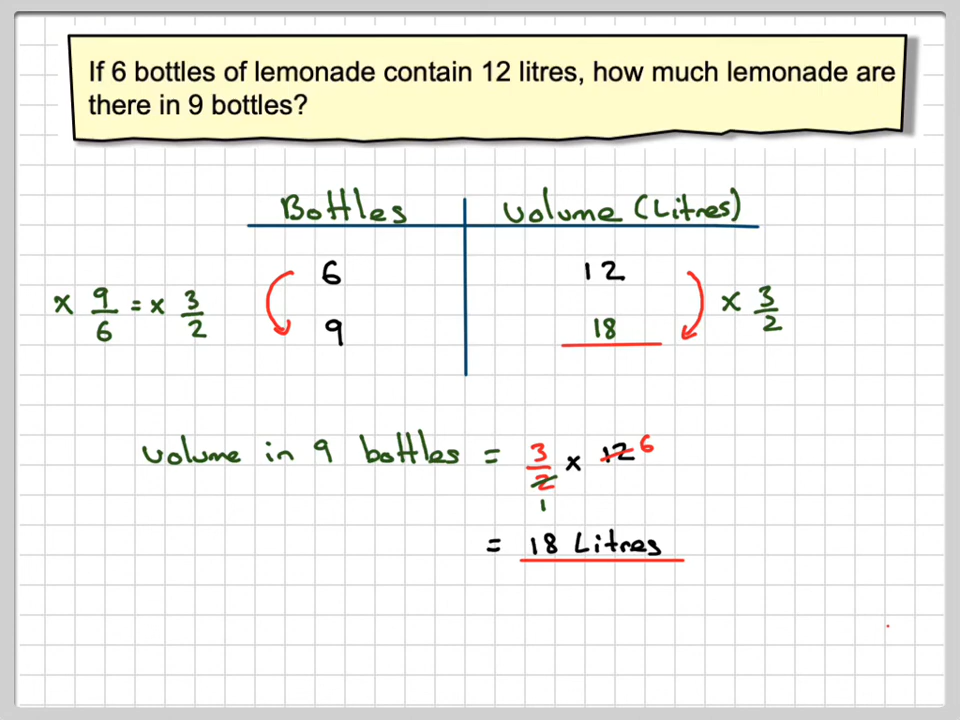 If 6 bottles of lemonade contain 12 litres, how much lemonade are
there in 9 bottles?
Bottles volume (Litres)
6 12
x 9/6 = x 3/2 x 3/2
9 18
volume in 9 bottles = 3/2 x 12 6
1
= 18 Litres